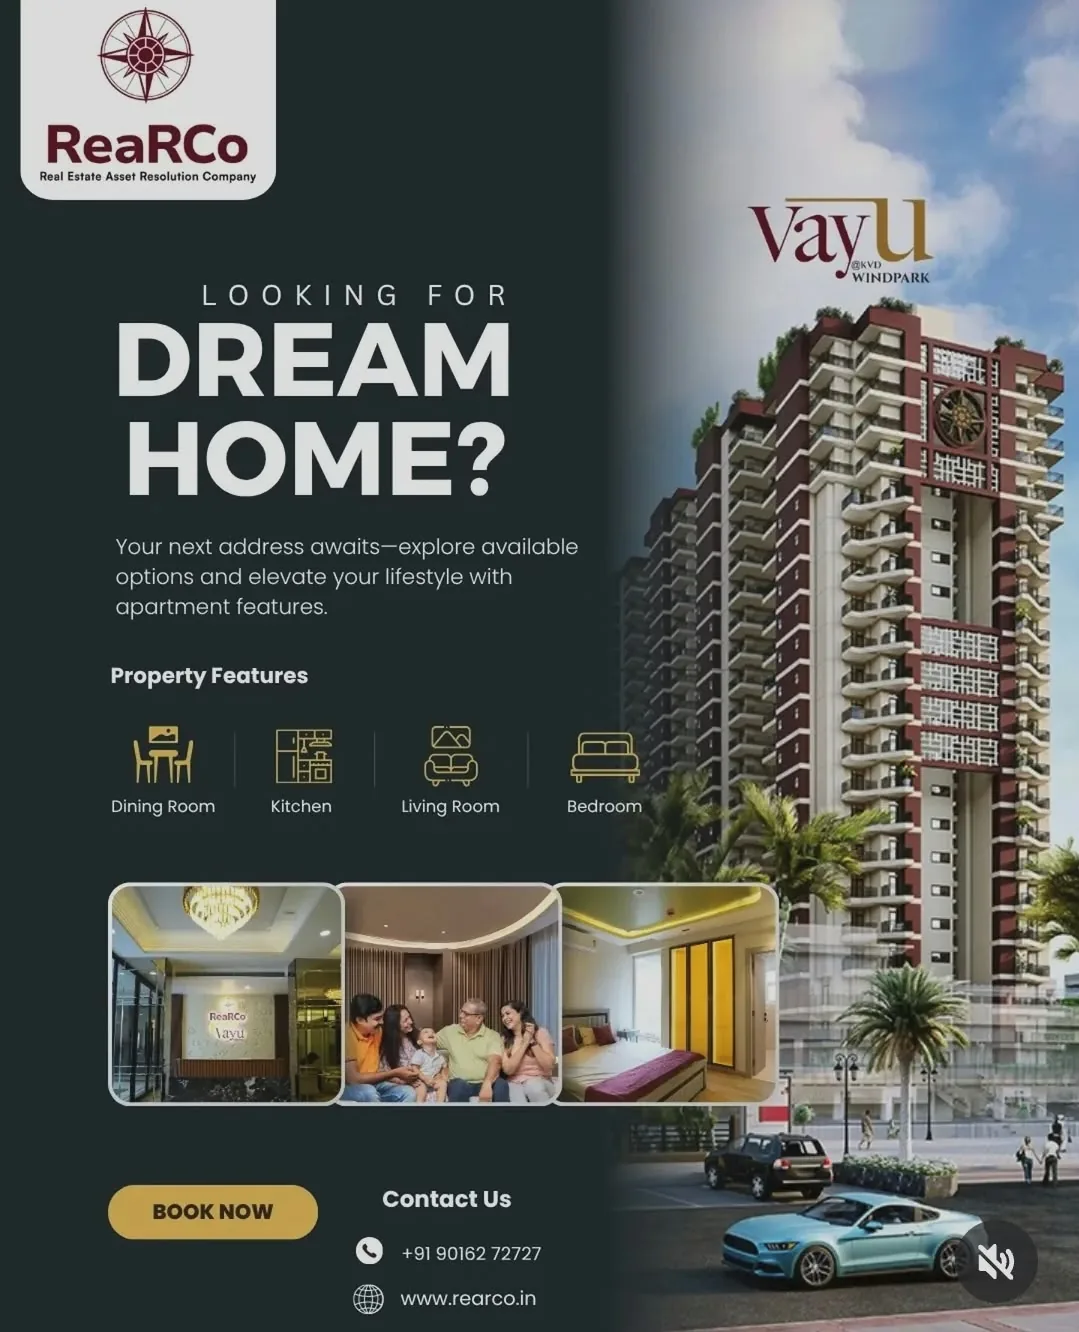 ReaRCo
Real Estate Asset Resolution Company
VayU
@KVD
WINDPARK
LOOKING FOR
DREAM
HOME?
Your next address awaits—explore available
options and elevate your lifestyle with
apartment features.
Property Features
Dining Room
Kitchen
Living Room
Bedroom
ReaRCo
Vayu
BOOK NOW
Contact Us
+91 90162 72727
www.rearco.in